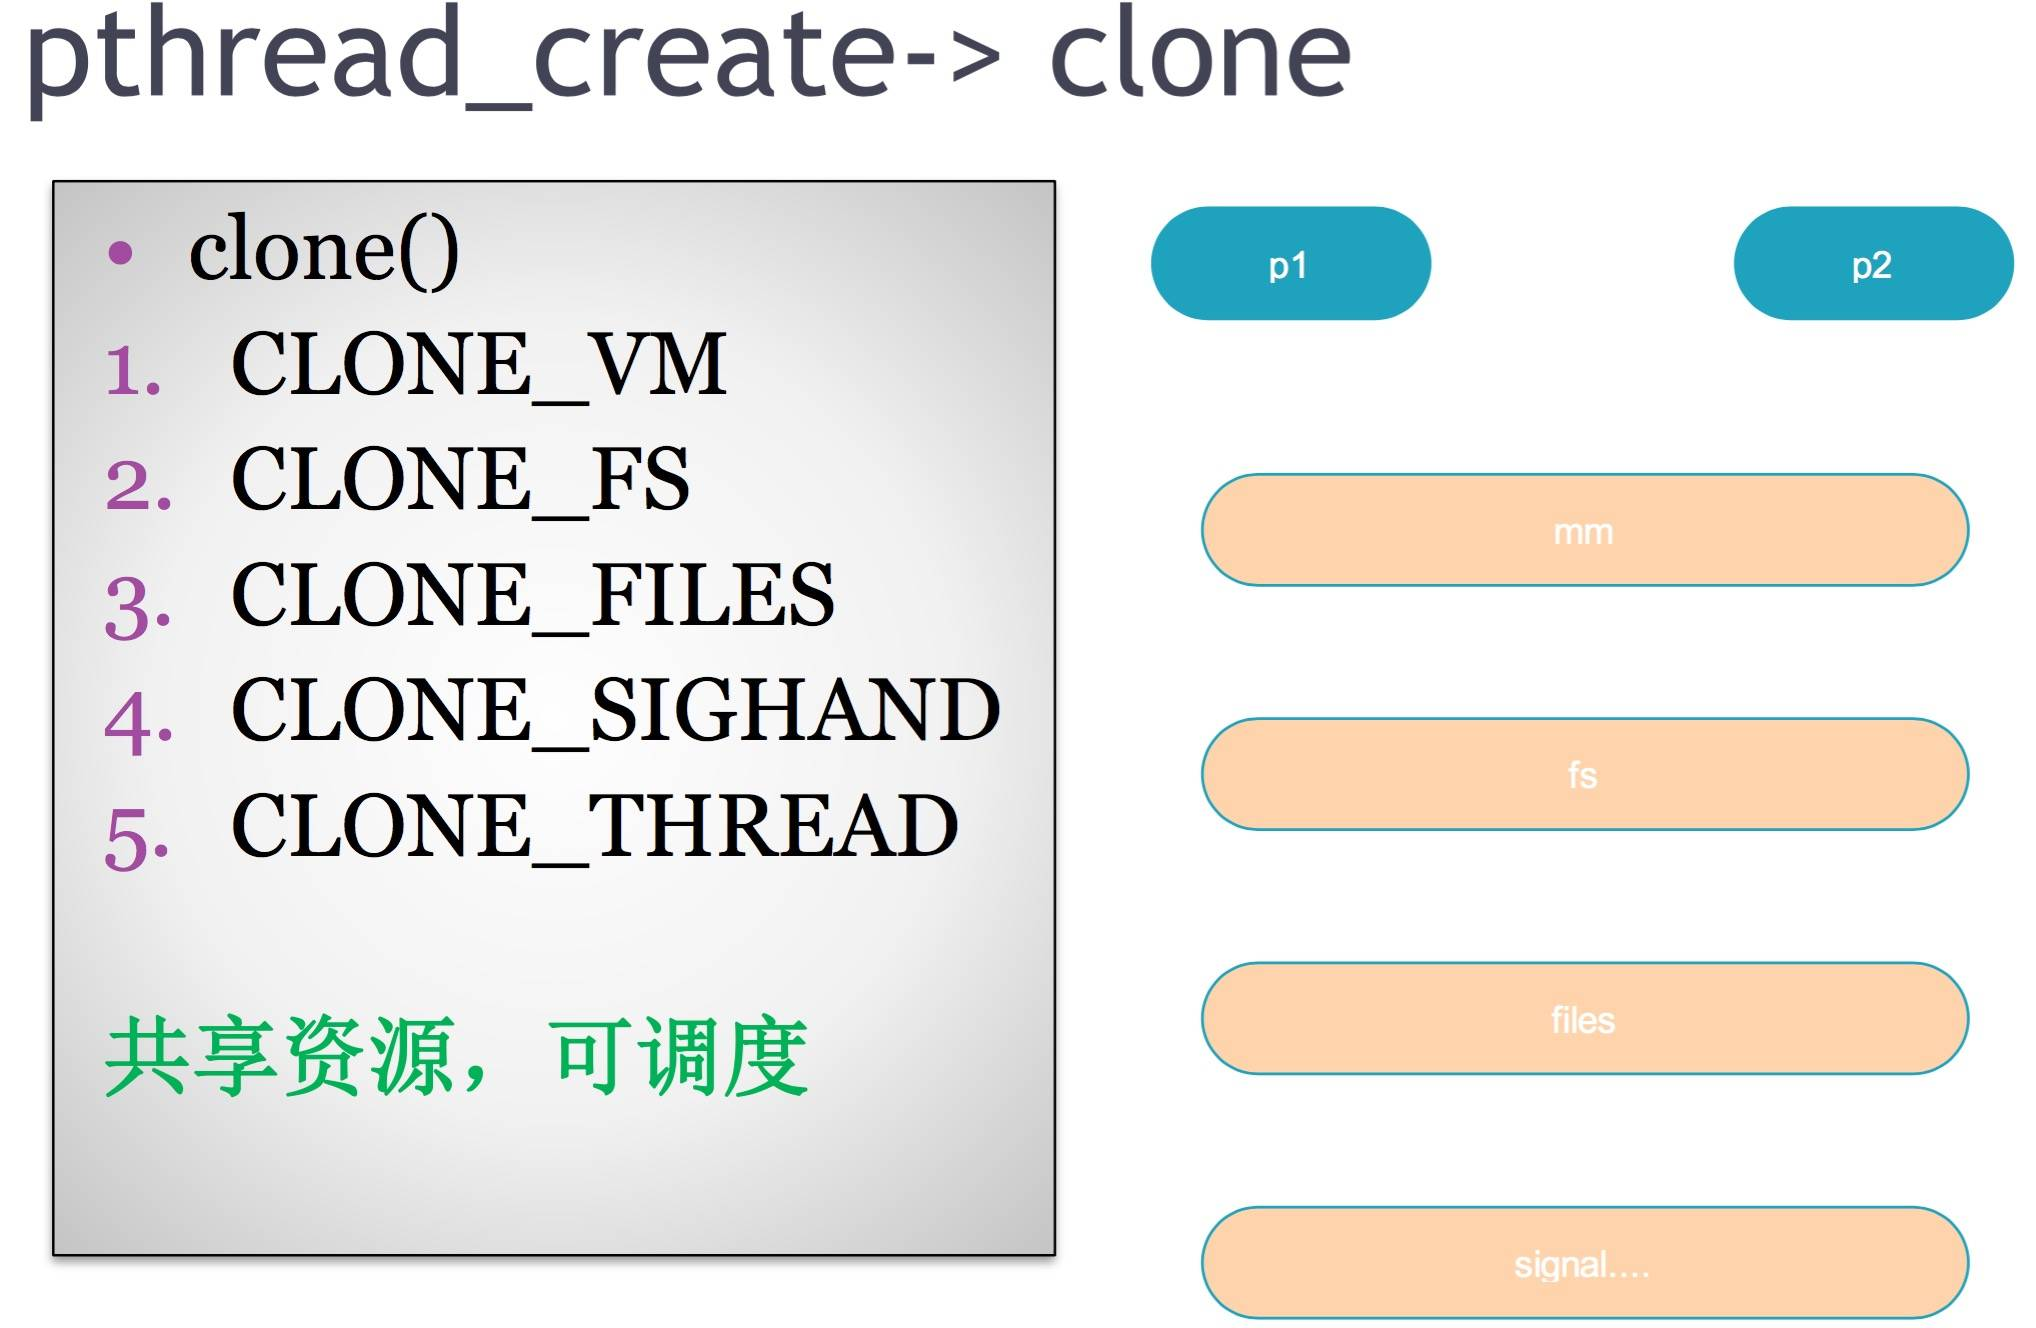 pthread_create-> clone
• clone()
1. CLONE_VM
2. CLONE_FS
3. CLONE_FILES
4. CLONE_SIGHAND
5. CLONE_THREAD
共享资源，可调度
p1
p2
mm
fs
files
signal....